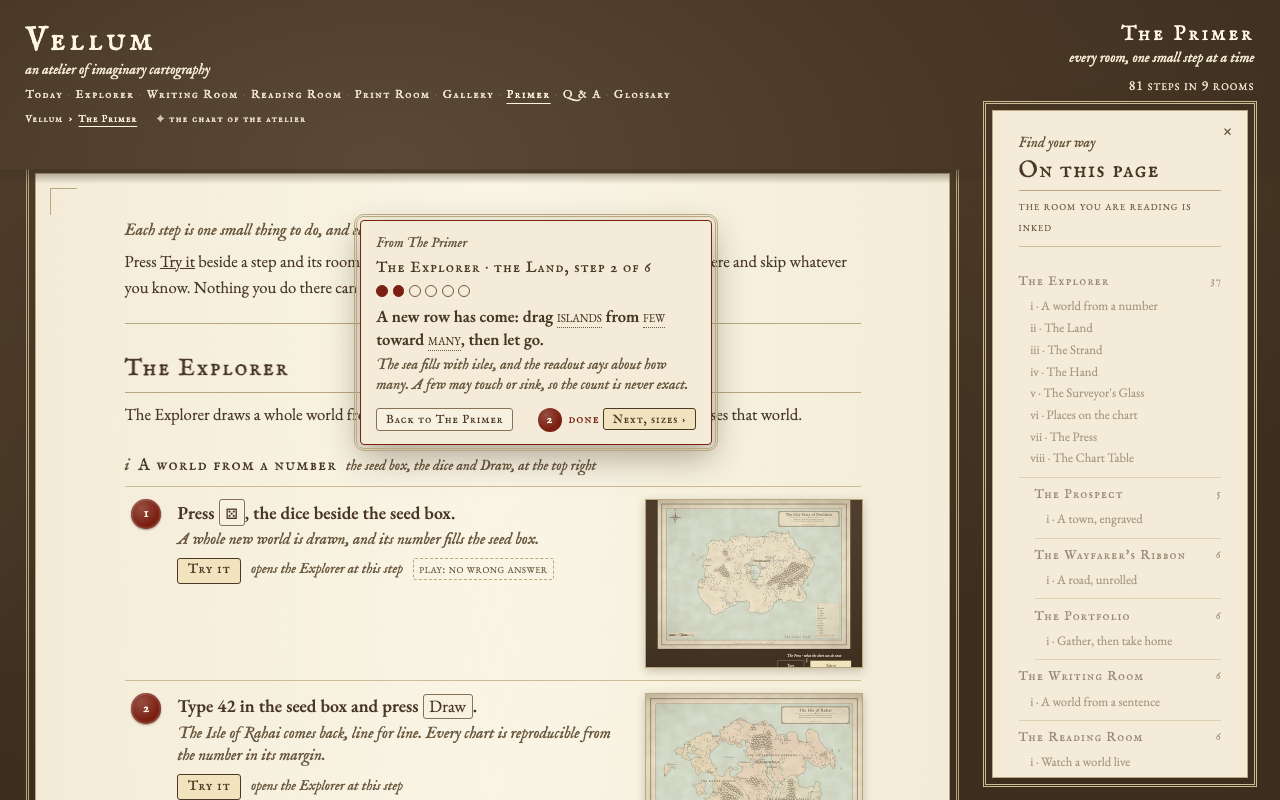 Vellum
an atelier of imaginary cartography
Today · Explorer · Writing Room · Reading Room · Print Room · Gallery · Primer · Q & A · Glossary
Vellum › The Primer ✦ the chart of the atelier
The Primer
every room, one small step at a time
81 steps in 9 rooms
×
Find your way
On this page
the room you are reading is
inked
The Explorer 37
i · A world from a number
ii · The Land
iii · The Strand
iv · The Hand
v · The Surveyor's Glass
vi · Places on the chart
vii · The Press
viii · The Chart Table
The Prospect 5
i · A town, engraved
The Wayfarer's Ribbon 6
i · A road, unrolled
The Portfolio 6
i · Gather, then take home
The Writing Room 6
i · A world from a sentence
The Reading Room 6
i · Watch a world live
Each step is one small thing to do, and
Press Try it beside a step and its room
ere and skip whatever
you know. Nothing you do there can
From The Primer
The Explorer · the Land, step 2 of 6
A new row has come: drag islands from few
toward many, then let go.
The sea fills with isles, and the readout says about how
many. A few may touch or sink, so the count is never exact.
Back to The Primer
2 done
Next, sizes ›
The Explorer
The Explorer draws a whole world
ses that world.
i A world from a number the seed box, the dice and Draw, at the top right
1 Press ⚄, the dice beside the seed box.
A whole new world is drawn, and its number fills the seed box.
Try it opens the Explorer at this step play: no wrong answer
2 Type 42 in the seed box and press Draw.
The Isle of Rahai comes back, line for line. Every chart is reproducible from
the number in its margin.
Try it opens the Explorer at this step
The Isle of Rahai